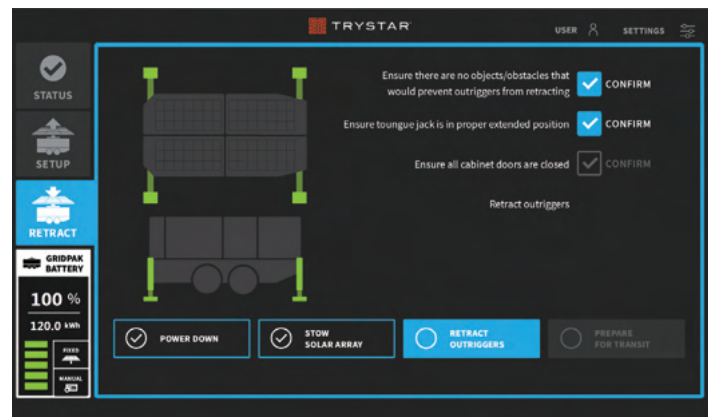 TRYSTAR
USER
SETTINGS
STATUS
SETUP
RETRACT
GRIDPAK
BATTERY
100 %
120.0 kWh
FIXED
MANUAL
Ensure there are no objects/obstacles that
would prevent outriggers from retracting
CONFIRM
Ensure toungue jack is in proper extended position
CONFIRM
Ensure all cabinet doors are closed
CONFIRM
Retract outriggers
POWER DOWN
STOW
SOLAR ARRAY
RETRACT
OUTRIGGERS
PREPARE
FOR TRANSIT